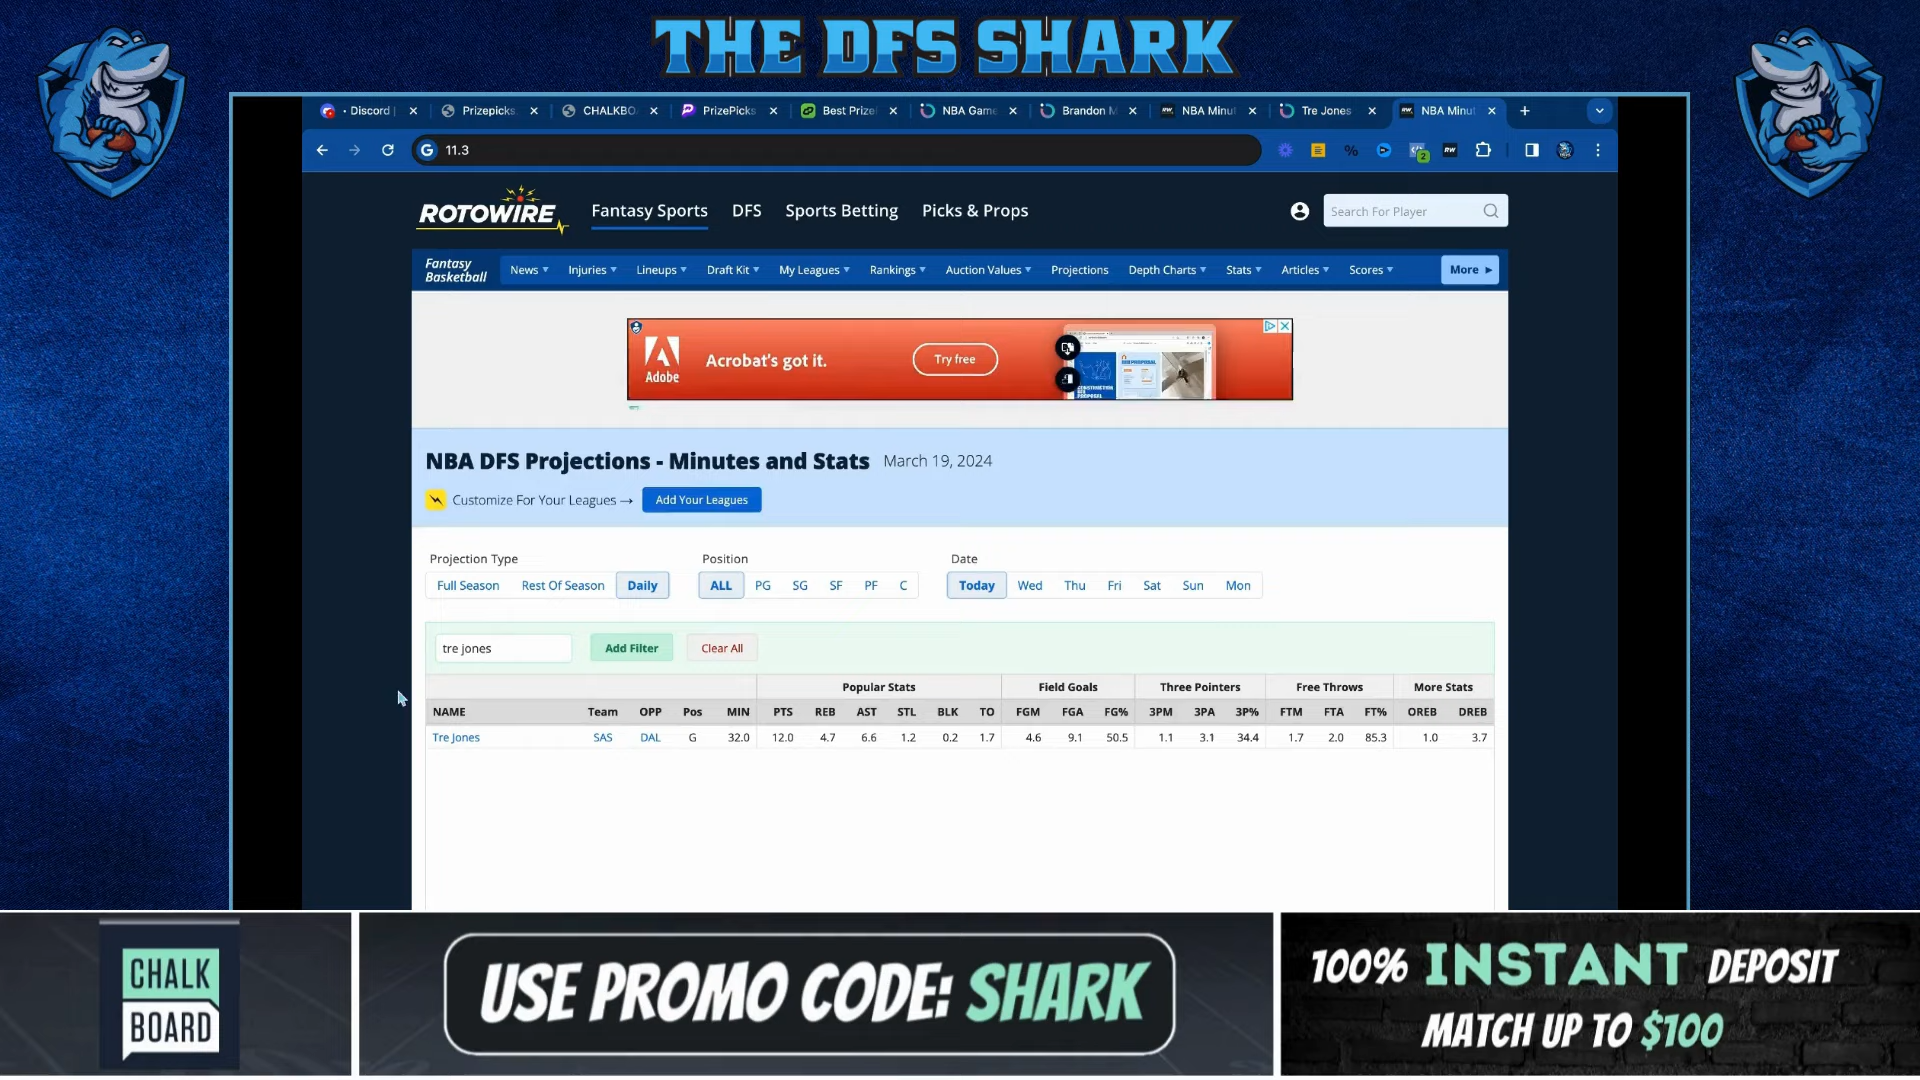 THE DFS SHARK
• Discord |
Prizepicks
CHALKBO
PrizePicks
Best Prize
NBA Game
Brandon M
NBA Minu
Tre Jones
NBA Minu
11.3
2
RW
ROTOWIRE
Fantasy Sports
DFS
Sports Betting
Picks & Props
Search For Player
Fantasy
Basketball
News
Injuries
Lineups
Draft Kit
My Leagues
Rankings
Auction Values
Projections
Depth Charts
Stats
Articles
Scores
More
Adobe
Acrobat's got it.
Try free
NBA DFS Projections - Minutes and Stats March 19, 2024
Customize For Your Leagues → Add Your Leagues
Projection Type
Position
Date
Full Season Rest Of Season Daily
ALL PG SG SF PF C
Today Wed Thu Fri Sat Sun Mon
tre jones
Add Filter
Clear All
Popular Stats Field Goals Three Pointers Free Throws More Stats
NAME Team OPP Pos MIN PTS REB AST STL BLK TO FGM FGA FG% 3PM 3PA 3P% FTM FTA FT% OREB DREB
Tre Jones SAS DAL G 32.0 12.0 4.7 6.6 1.2 0.2 1.7 4.6 9.1 50.5 1.1 3.1 34.4 1.7 2.0 85.3 1.0 3.7
CHALK
BOARD
USE PROMO CODE: SHARK
100% INSTANT DEPOSIT
MATCH UP TO $100